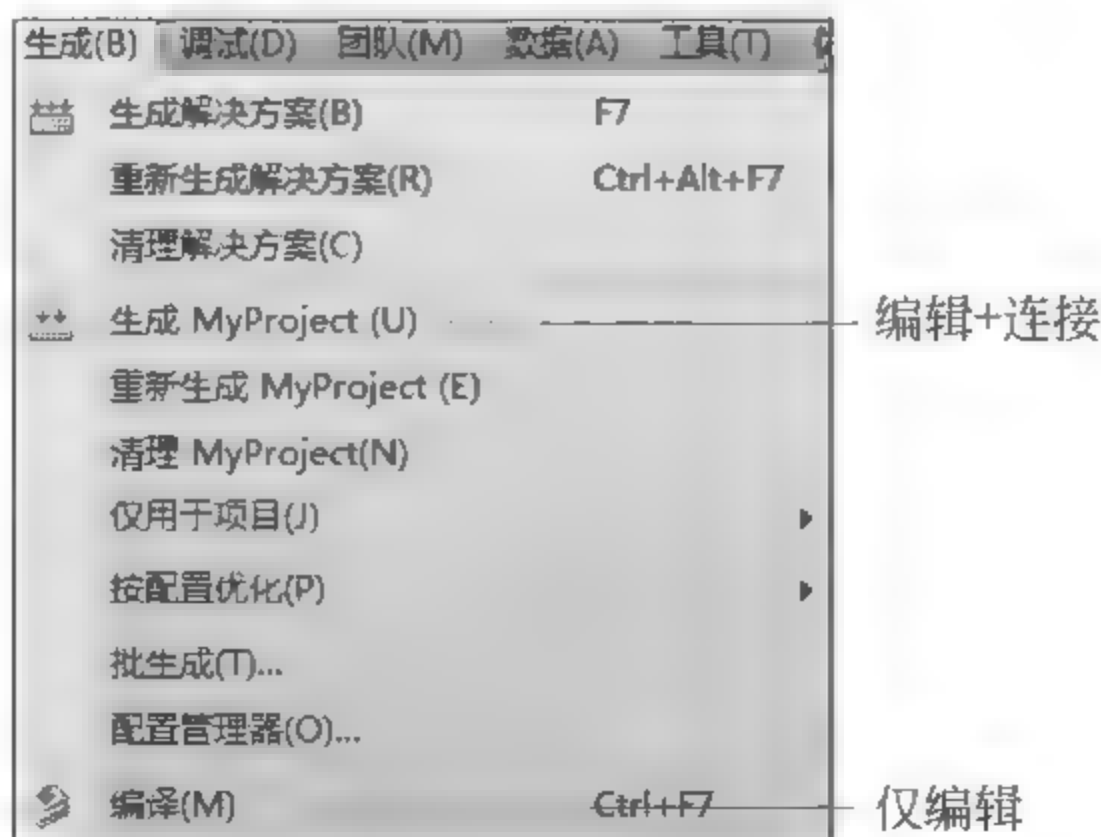 生成(B) 调试(D) 团队(M) 数据(A) 工具(T)
生成解决方案(B) F7
重新生成解决方案(R) Ctrl+Alt+F7
清理解决方案(C)
生成 MyProject (U) 编辑+连接
重新生成 MyProject (E)
清理 MyProject(N)
仅用于项目(J)
按配置优化(P)
批生成(T)...
配置管理器(O)...
编译(M) Ctrl+F7 仅编辑